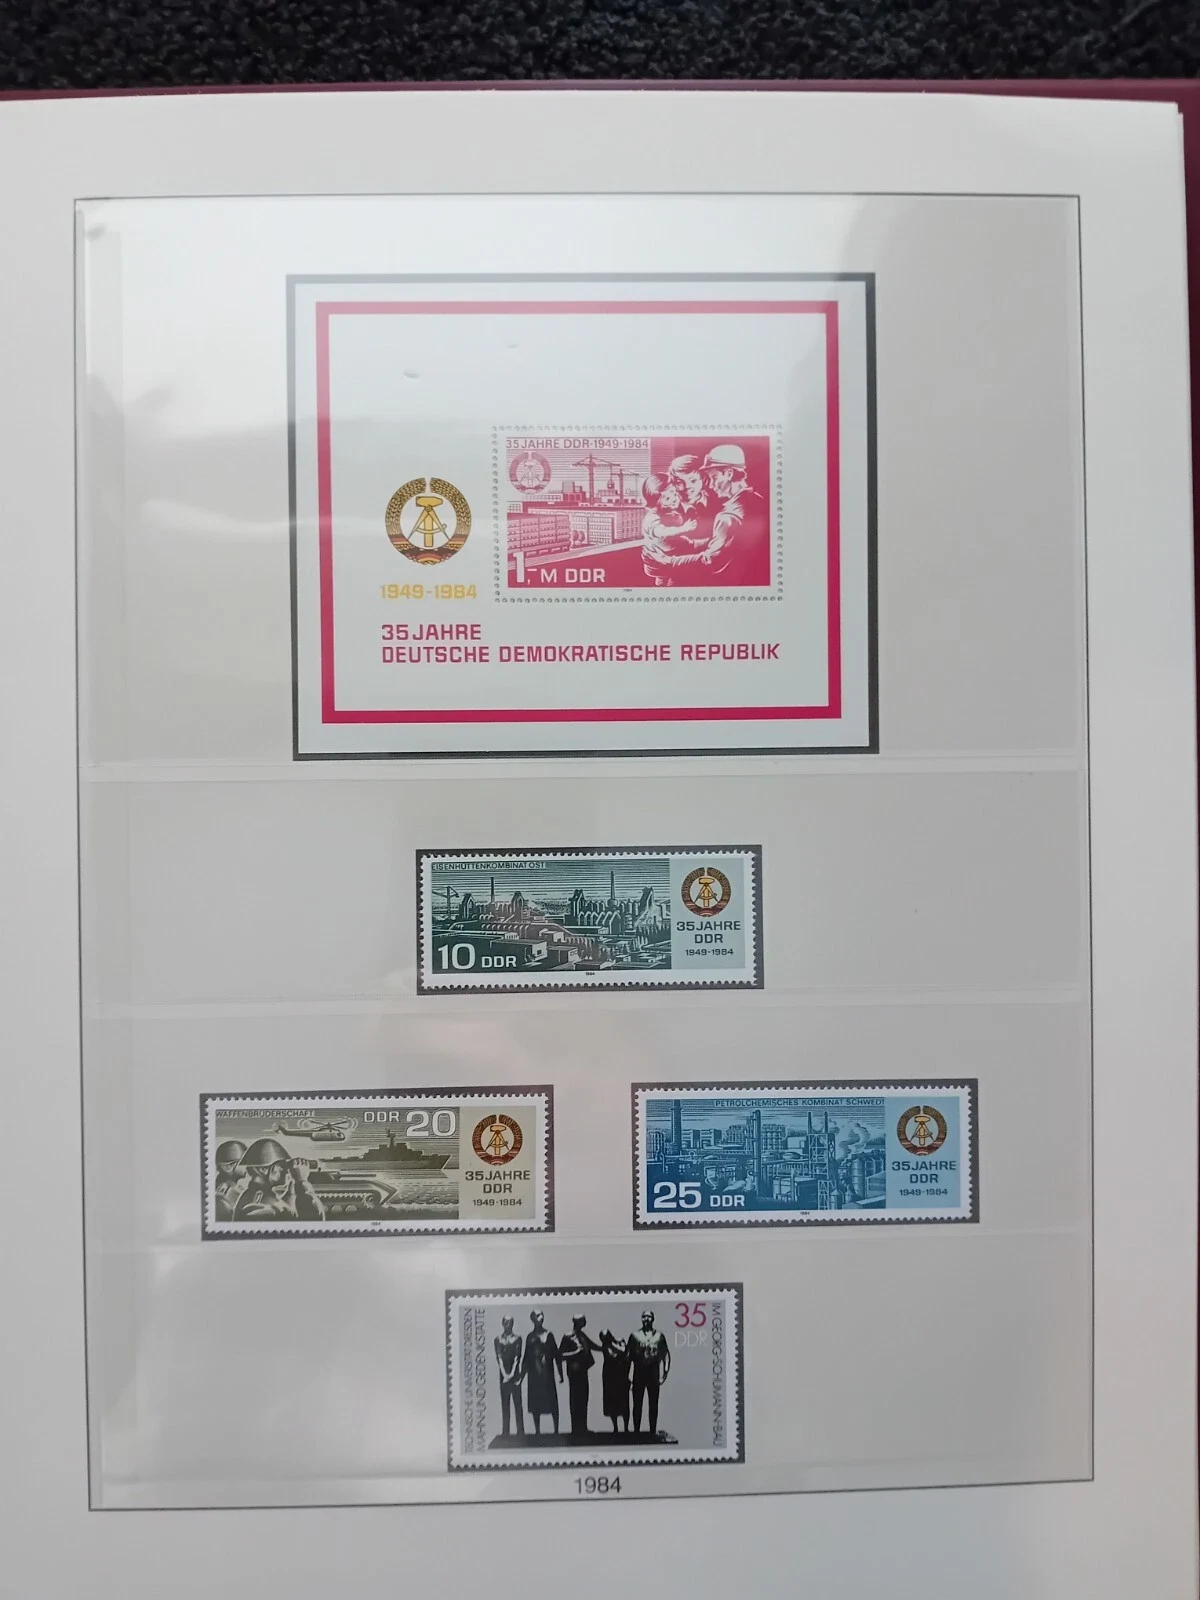 35 JAHRE DDR·1949-1984
1,- M DDR
1984
1949-1984
35 JAHRE
DEUTSCHE DEMOKRATISCHE REPUBLIK
EISENHÜTTENKOMBINAT OST
10 DDR
35 JAHRE
DDR
1949-1984
1984
WAFFENBRÜDERSCHAFT
DDR 20
35 JAHRE
DDR
1949-1984
1984
PETROLCHEMISCHES KOMBINAT SCHWEDT
25 DDR
35 JAHRE
DDR
1949-1984
1984
TECHNISCHE UNIVERSITÄT DRESDEN
MAHN- UND GEDENKSTÄTTE
35
DDR
IM GEORG-SCHUMANN-BAU
1984